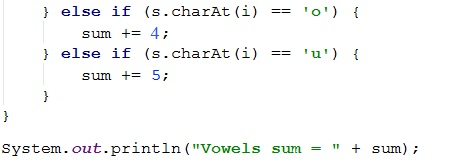 } else if (s.charAt(i) == 'o') {
sum += 4;
} else if (s.charAt(i) == 'u') {
sum += 5;
}
}
System.out.println("Vowels sum = " + sum);